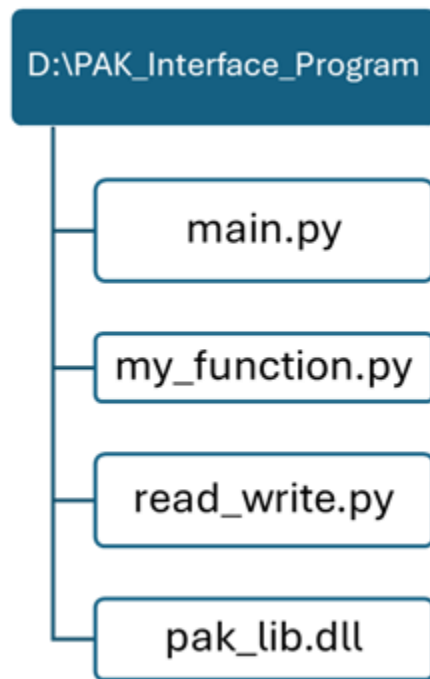 D:\PAK_Interface_Program
main.py
my_function.py
read_write.py
pak_lib.dll